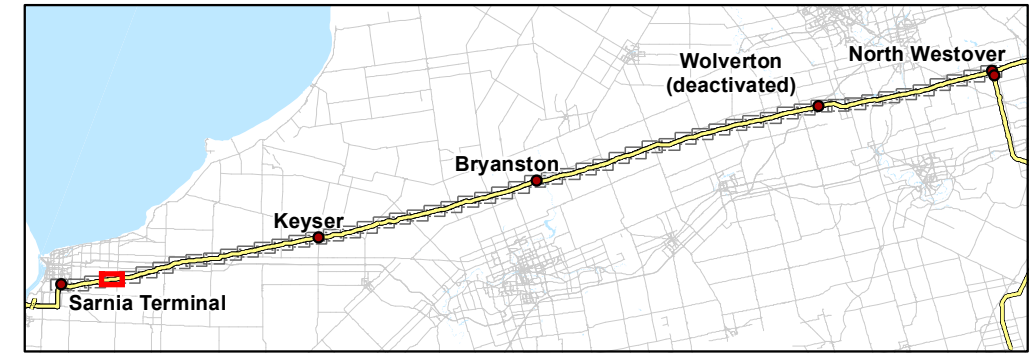 North Westover
Wolverton
(deactivated)
Bryanston
Keyser
Sarnia Terminal